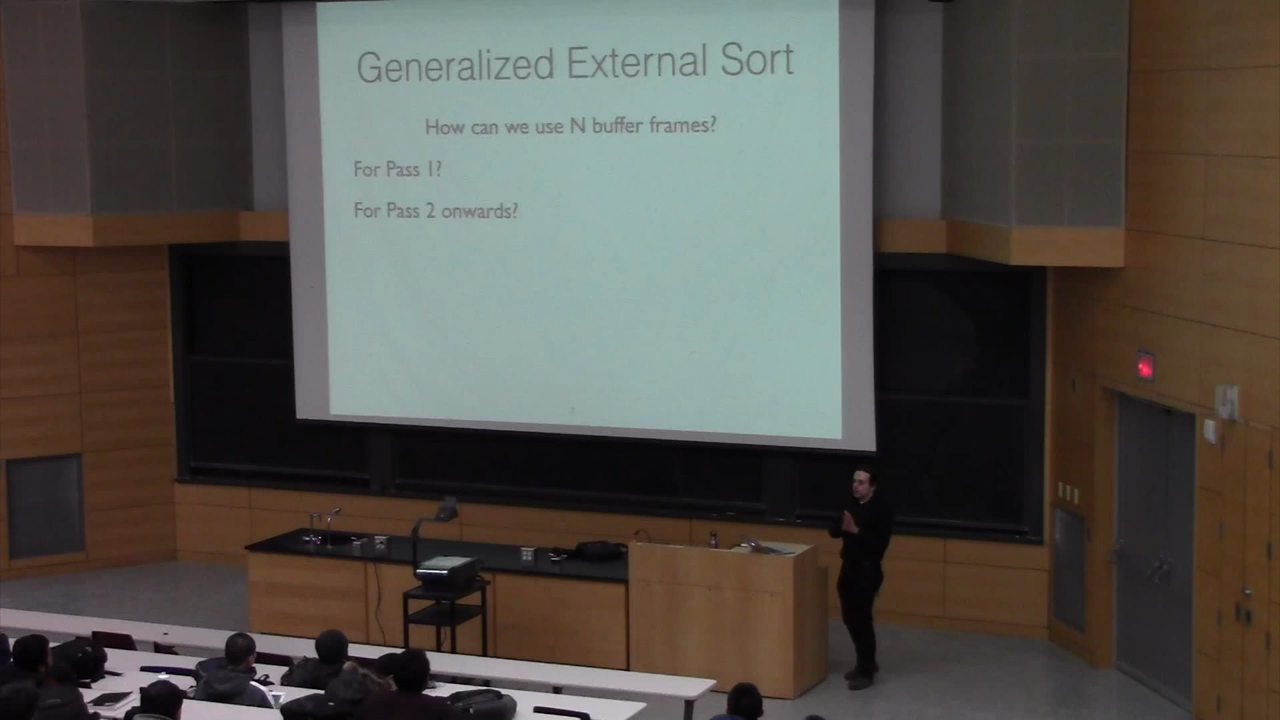 Generalized External Sort
How can we use N buffer frames?
For Pass 1?
For Pass 2 onwards?